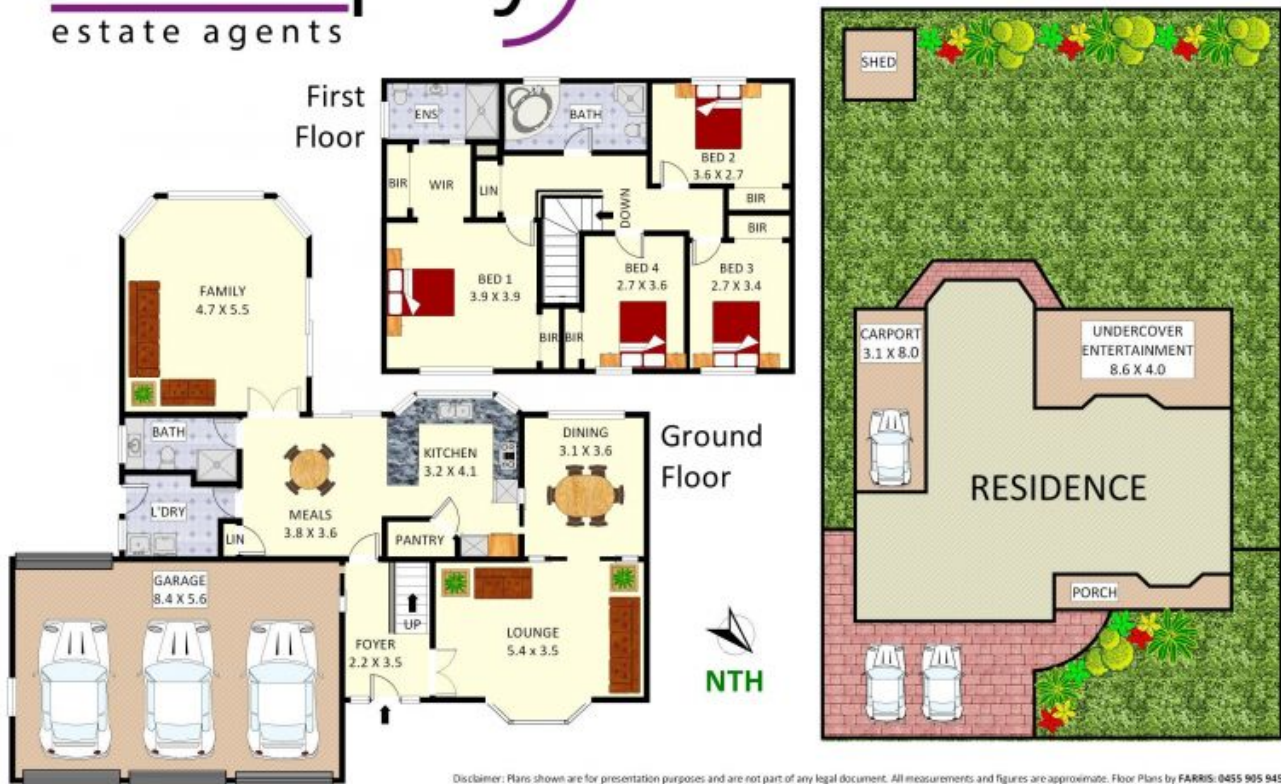 estate agents
First
Floor
ENS
BATH
BED 2
3.6 X 2.7
BIR
WIR
LIN
DOWN
BIR
BIR
BED 1
3.9 X 3.9
BED 4
2.7 X 3.6
BED 3
2.7 X 3.4
BIR
BIR
FAMILY
4.7 X 5.5
BATH
L'DRY
LIN
MEALS
3.8 X 3.6
KITCHEN
3.2 X 4.1
PANTRY
DINING
3.1 X 3.6
Ground
Floor
GARAGE
8.4 X 5.6
UP
FOYER
2.2 X 3.5
LOUNGE
5.4 x 3.5
NTH
SHED
CARPORT
3.1 X 8.0
UNDERCOVER
ENTERTAINMENT
8.6 X 4.0
RESIDENCE
PORCH
Disclaimer: Plans shown are for presentation purposes and are not part of any legal document. All measurements and figures are approximate. Floor Plans by FARRIS: 0455 905 945